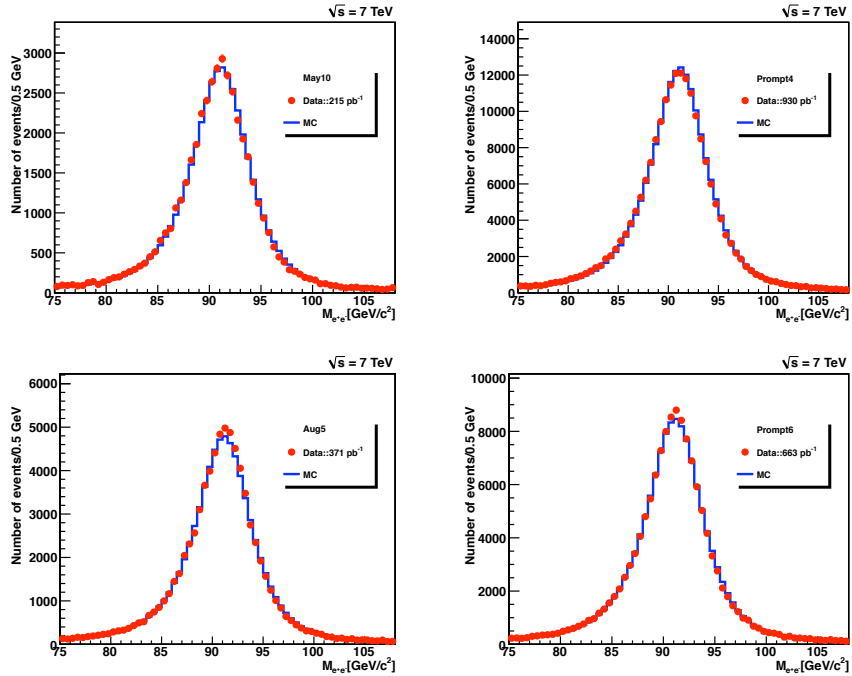 √s = 7 TeV
Number of events/0.5 GeV
3000
2500
2000
1500
1000
500
0
May10
Data::215 pb⁻¹
MC
75 80 85 90 95 100 105
M_{e⁺e⁻}[GeV/c²]
√s = 7 TeV
Number of events/0.5 GeV
14000
12000
10000
8000
6000
4000
2000
0
Prompt4
Data::930 pb⁻¹
MC
75 80 85 90 95 100 105
M_{e⁺e⁻}[GeV/c²]
√s = 7 TeV
Number of events/0.5 GeV
6000
5000
4000
3000
2000
1000
0
Aug5
Data::371 pb⁻¹
MC
75 80 85 90 95 100 105
M_{e⁺e⁻}[GeV/c²]
√s = 7 TeV
Number of events/0.5 GeV
10000
8000
6000
4000
2000
0
Prompt6
Data::663 pb⁻¹
MC
75 80 85 90 95 100 105
M_{e⁺e⁻}[GeV/c²]